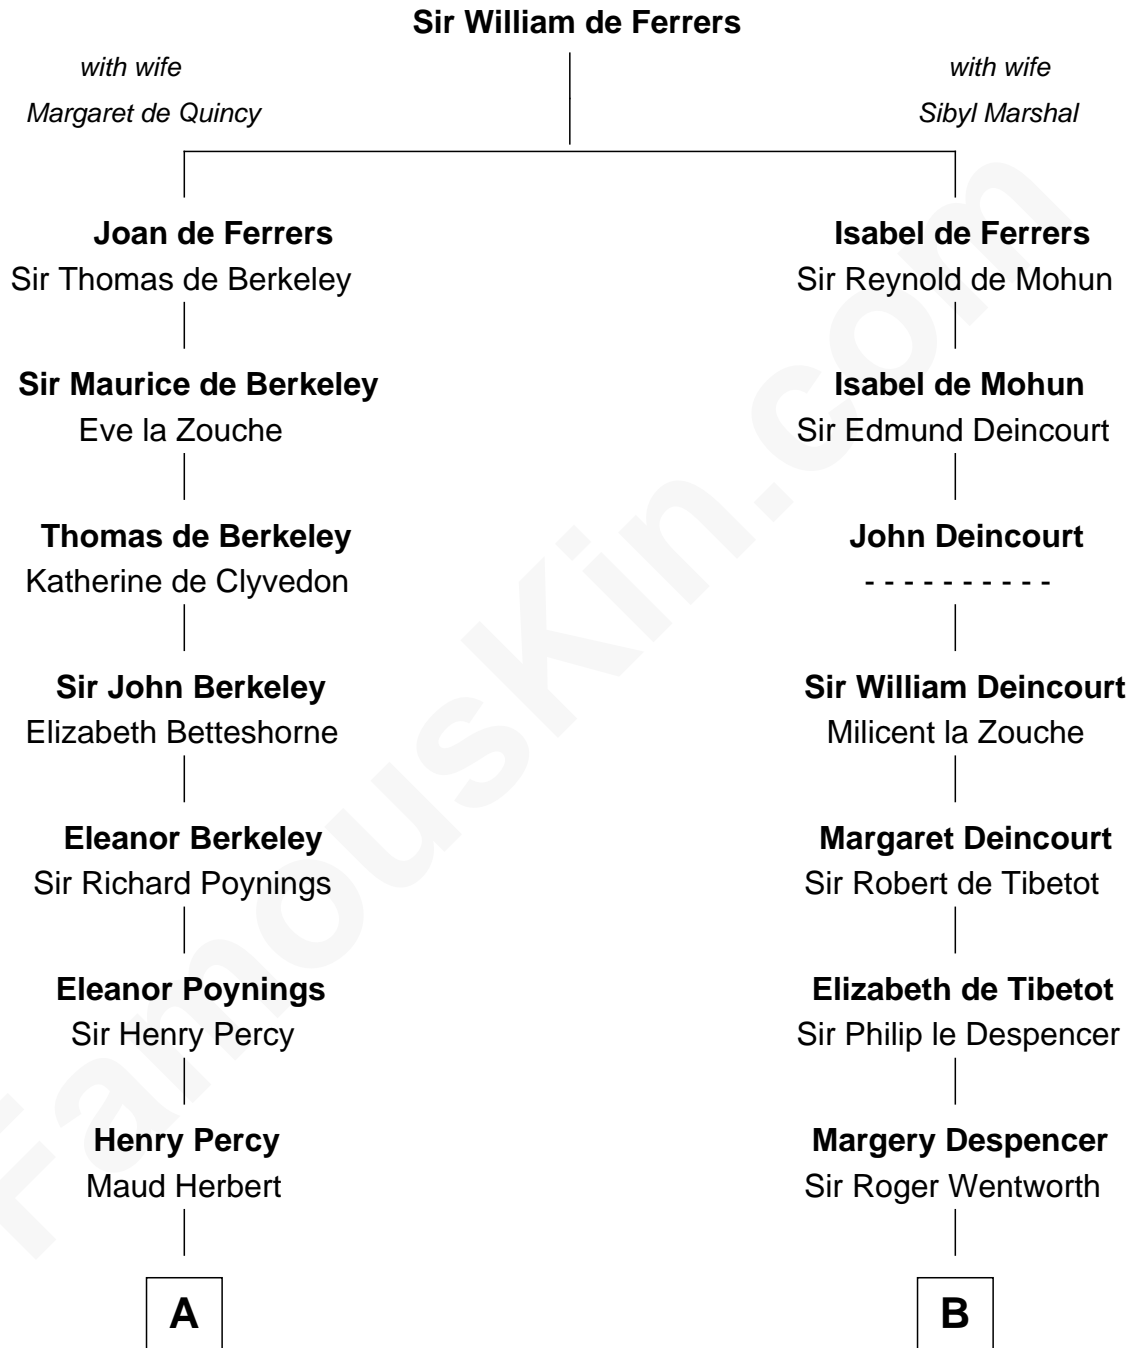 Sir William de Ferrers
with wife
Margaret de Quincy
with wife
Sibyl Marshal
Joan de Ferrers
Sir Thomas de Berkeley
Isabel de Ferrers
Sir Reynold de Mohun
Sir Maurice de Berkeley
Eve la Zouche
Isabel de Mohun
Sir Edmund Deincourt
Thomas de Berkeley
Katherine de Clyvedon
John Deincourt
- - - - - - - - - -
Sir John Berkeley
Elizabeth Betteshorne
Sir William Deincourt
Milicent la Zouche
Eleanor Berkeley
Sir Richard Poynings
Margaret Deincourt
Sir Robert de Tibetot
Eleanor Poynings
Sir Henry Percy
Elizabeth de Tibetot
Sir Philip le Despencer
Henry Percy
Maud Herbert
Margery Despencer
Sir Roger Wentworth
A
B
FamousKin.com